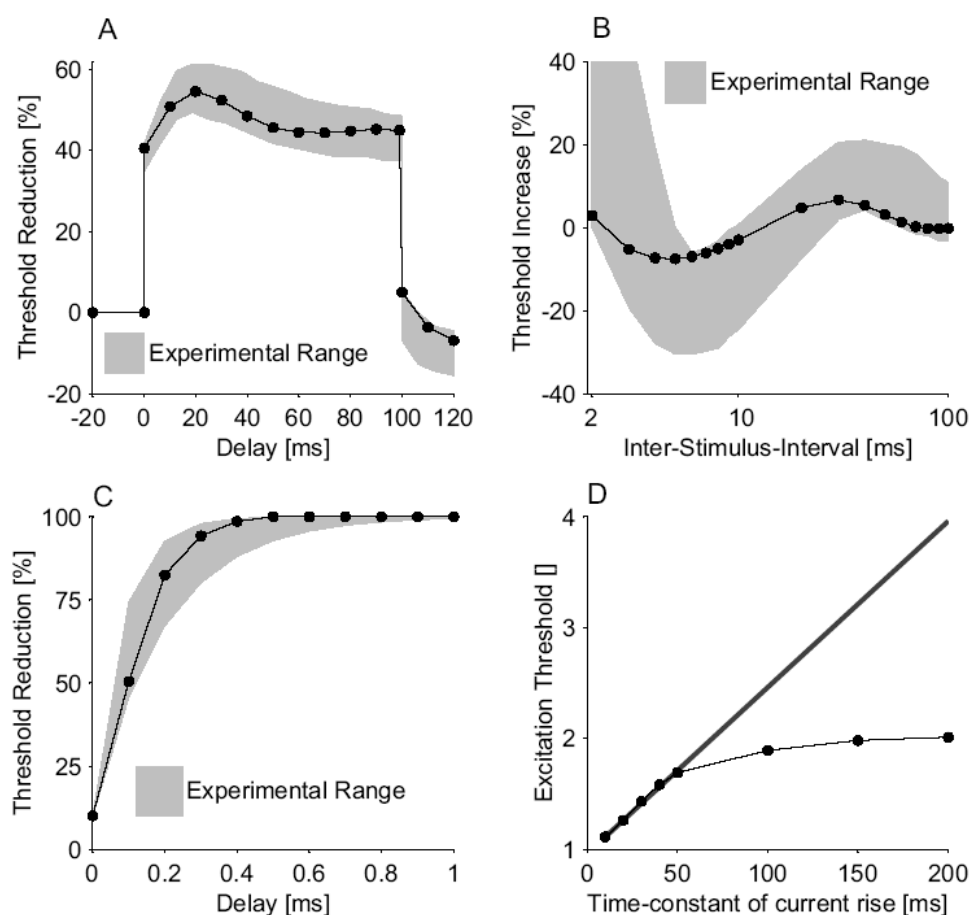 A
Threshold Reduction [%]
60
40
20
0
-20
Experimental Range
-20 0 20 40 60 80 100 120
Delay [ms]
B
Threshold Increase [%]
40
20
0
-20
-40
Experimental Range
2 10 100
Inter-Stimulus-Interval [ms]
C
Threshold Reduction [%]
100
75
50
25
0
Experimental Range
0 0.2 0.4 0.6 0.8 1
Delay [ms]
D
Excitation Threshold []
4
3
2
1
0 50 100 150 200
Time-constant of current rise [ms]